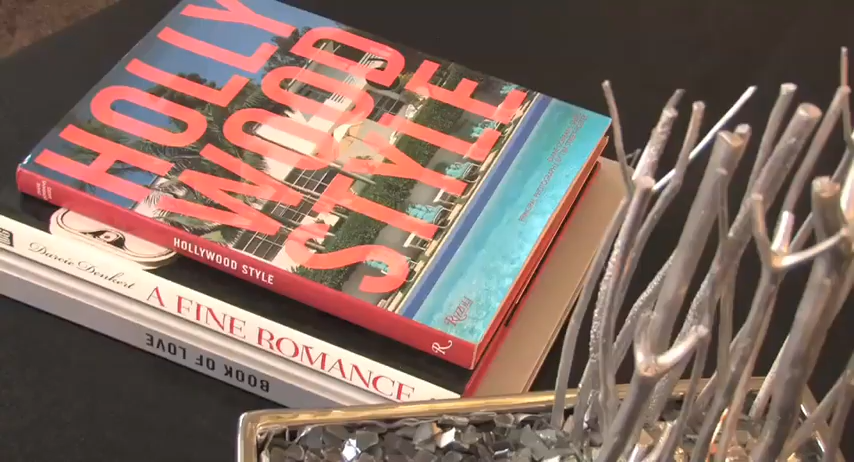 HOLLY
WOOD
STYLE
Rizzoli
HOLLYWOOD STYLE
R
Darcie Denkert
A FINE ROMANCE
BOOK OF LOVE